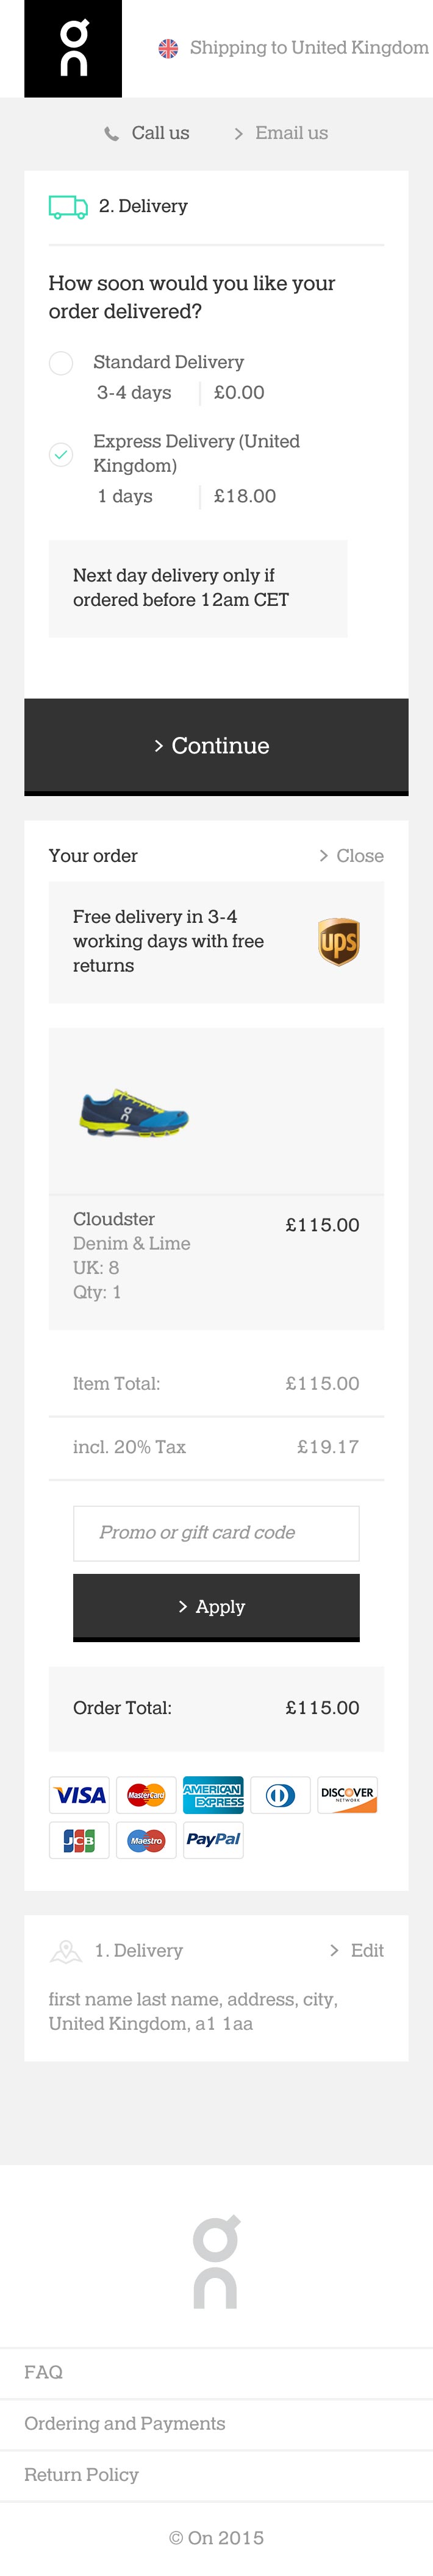 on
Shipping to United Kingdom
Call us
> Email us
2. Delivery
How soon would you like your
order delivered?
Standard Delivery
3-4 days
£0.00
Express Delivery (United
Kingdom)
1 days
£18.00
Next day delivery only if
ordered before 12am CET
> Continue
Your order
> Close
Free delivery in 3-4
working days with free
returns
ups
Cloudster
£115.00
Denim & Lime
UK: 8
Qty: 1
Item Total:
£115.00
incl. 20% Tax
£19.17
Promo or gift card code
> Apply
Order Total:
£115.00
VISA
MasterCard
AMERICAN
EXPRESS
DISCOVER
NETWORK
JCB
Maestro
PayPal
1. Delivery
> Edit
first name last name, address, city,
United Kingdom, a1 1aa
on
FAQ
Ordering and Payments
Return Policy
© On 2015